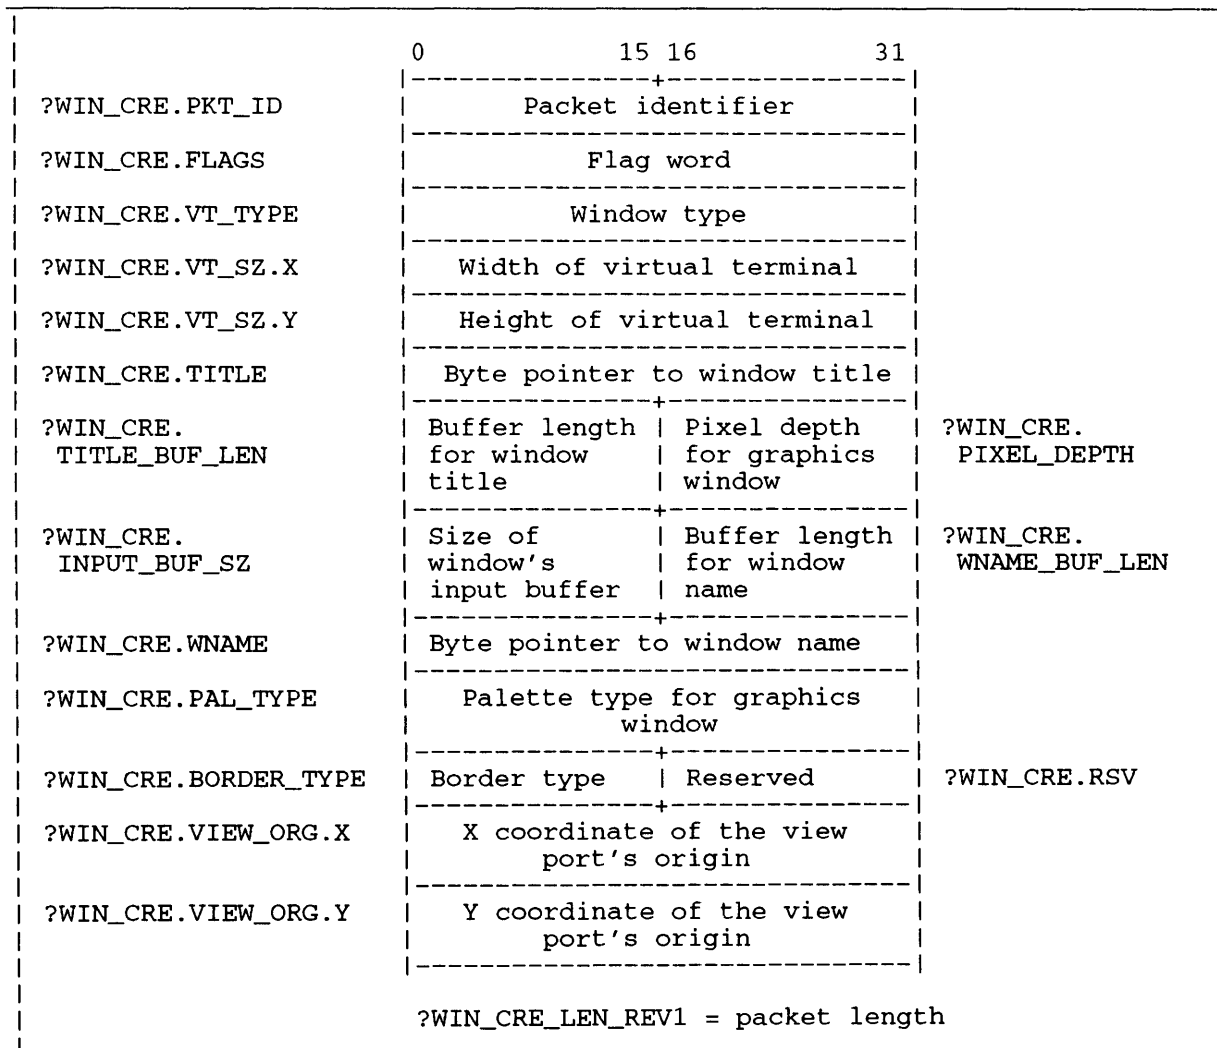 0 15 16 31
?WIN_CRE.PKT_ID Packet identifier
?WIN_CRE.FLAGS Flag word
?WIN_CRE.VT_TYPE Window type
?WIN_CRE.VT_SZ.X Width of virtual terminal
?WIN_CRE.VT_SZ.Y Height of virtual terminal
?WIN_CRE.TITLE Byte pointer to window title
?WIN_CRE. Buffer length | Pixel depth ?WIN_CRE.
TITLE_BUF_LEN for window | for graphics PIXEL_DEPTH
title | window
?WIN_CRE. Size of | Buffer length ?WIN_CRE.
INPUT_BUF_SZ window's | for window WNAME_BUF_LEN
input buffer | name
?WIN_CRE.WNAME Byte pointer to window name
?WIN_CRE.PAL_TYPE Palette type for graphics
window
?WIN_CRE.BORDER_TYPE Border type | Reserved ?WIN_CRE.RSV
?WIN_CRE.VIEW_ORG.X X coordinate of the view
port's origin
?WIN_CRE.VIEW_ORG.Y Y coordinate of the view
port's origin
?WIN_CRE_LEN_REV1 = packet length